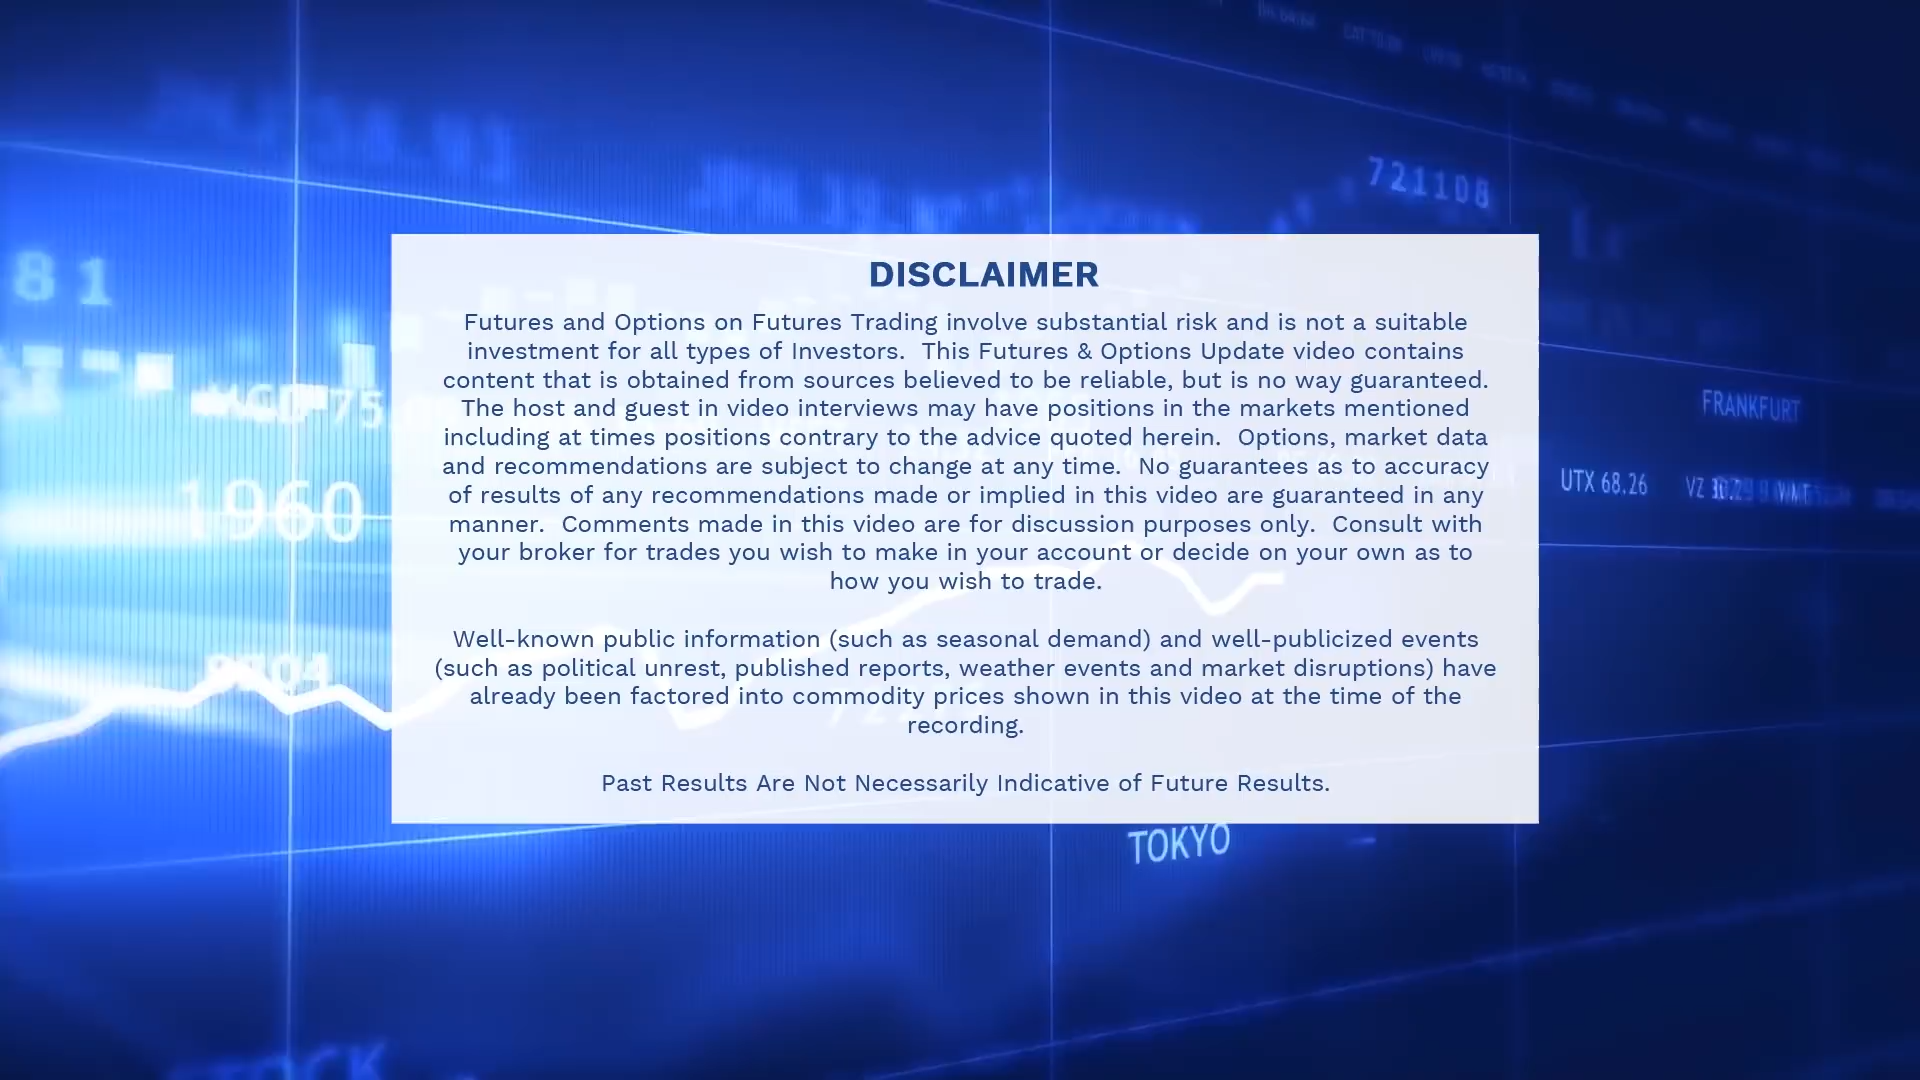 721108
81
DISCLAIMER
Futures and Options on Futures Trading involve substantial risk and is not a suitable
investment for all types of Investors.  This Futures & Options Update video contains
content that is obtained from sources believed to be reliable, but is no way guaranteed.
The host and guest in video interviews may have positions in the markets mentioned
including at times positions contrary to the advice quoted herein.  Options, market data
and recommendations are subject to change at any time.  No guarantees as to accuracy
of results of any recommendations made or implied in this video are guaranteed in any
manner.  Comments made in this video are for discussion purposes only.  Consult with
your broker for trades you wish to make in your account or decide on your own as to
how you wish to trade.
Well-known public information (such as seasonal demand) and well-publicized events
(such as political unrest, published reports, weather events and market disruptions) have
already been factored into commodity prices shown in this video at the time of the
recording.
Past Results Are Not Necessarily Indicative of Future Results.
FRANKFURT
UTX 68.26
VZ
1960
TOKYO
STOCK